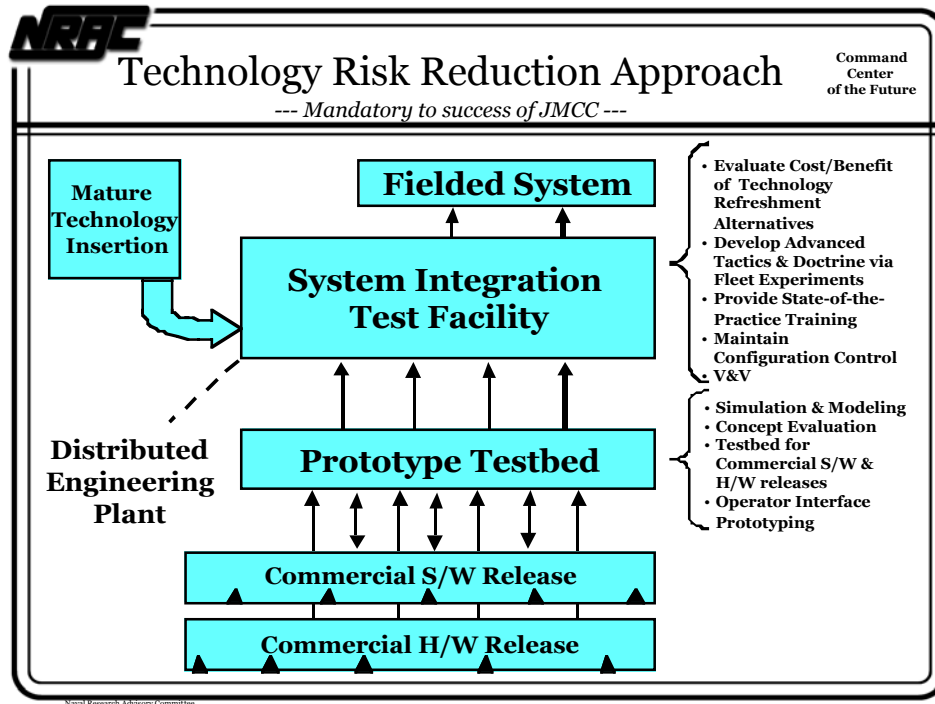 NRAC
Technology Risk Reduction Approach
--- Mandatory to success of JMCC ---
Command
Center
of the Future
Mature
Technology
Insertion
Fielded System
System Integration
Test Facility
Distributed
Engineering
Plant
Prototype Testbed
Commercial S/W Release
Commercial H/W Release
• Evaluate Cost/Benefit
of Technology
Refreshment
Alternatives
• Develop Advanced
Tactics & Doctrine via
Fleet Experiments
• Provide State-of-the-
Practice Training
• Maintain
Configuration Control
• V&V
• Simulation & Modeling
• Concept Evaluation
• Testbed for
Commercial S/W &
H/W releases
• Operator Interface
Prototyping
Naval Research Advisory Committee